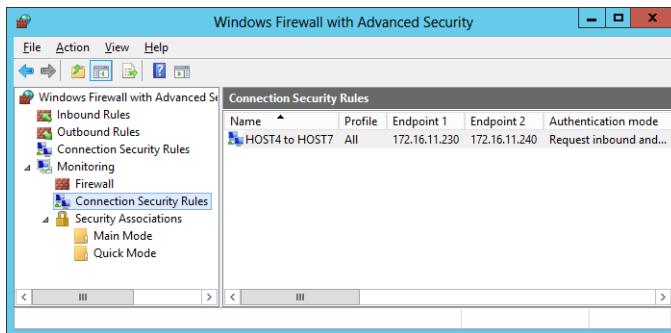 Windows Firewall with Advanced Security
File Action View Help
Windows Firewall with Advanced Se
Inbound Rules
Outbound Rules
Connection Security Rules
Monitoring
Firewall
Connection Security Rules
Security Associations
Main Mode
Quick Mode
Connection Security Rules
Name Profile Endpoint 1 Endpoint 2 Authentication mode
HOST4 to HOST7 All 172.16.11.230 172.16.11.240 Request inbound and...